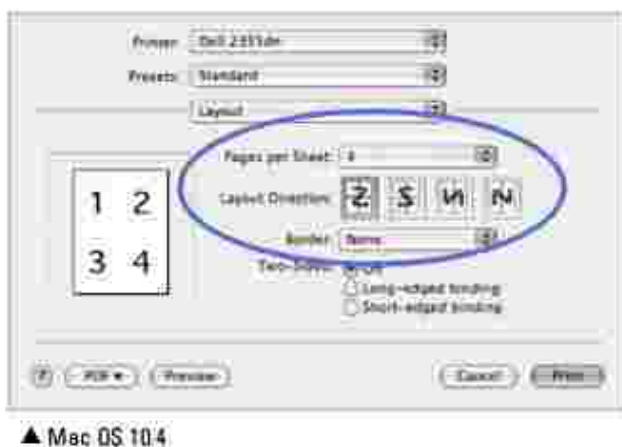 Printer: Dell 2335dn
Presets: Standard
Layout
Pages per Sheet: 4
Layout Direction:
Border: None
Two-Sided: Off
Long-edged binding
Short-edged binding
1 2
3 4
? PDF ▼ Preview Cancel Print
▲ Mac OS 10.4